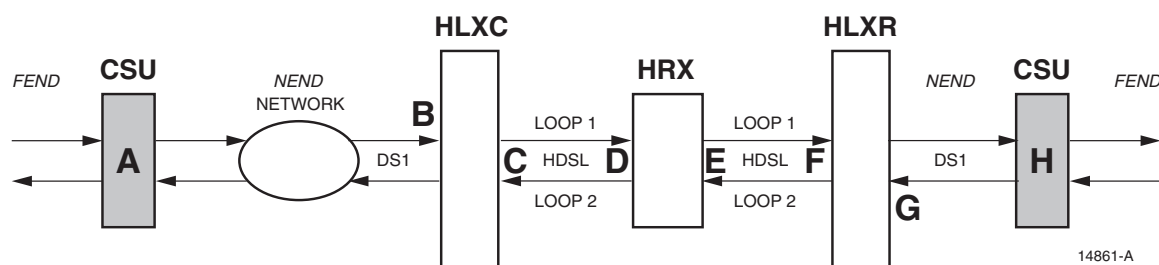 HLXC
HLXR
FEND
CSU
NEND
NETWORK
HRX
NEND
CSU
FEND
B
LOOP 1
LOOP 1
A
DS1
C
HDSL
D
E
HDSL
F
DS1
H
LOOP 2
LOOP 2
G
14861-A